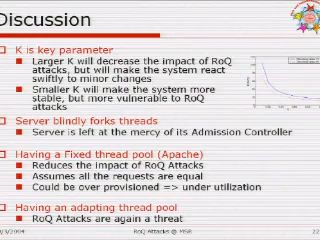 Discussion
K is key parameter
Larger K will decrease the impact of RoQ
attacks, but will make the system react
swiftly to minor changes
Smaller K will make the system more
stable, but more vulnerable to RoQ
attacks
Server blindly forks threads
Server is left at the mercy of its Admission Controller
Having a Fixed thread pool (Apache)
Reduces the impact of RoQ Attacks
Assumes all the requests are equal
Could be over provisioned => under utilization
Having an adapting thread pool
RoQ Attacks are again a threat
/3/2004
RoQ Attacks @ MSR
22